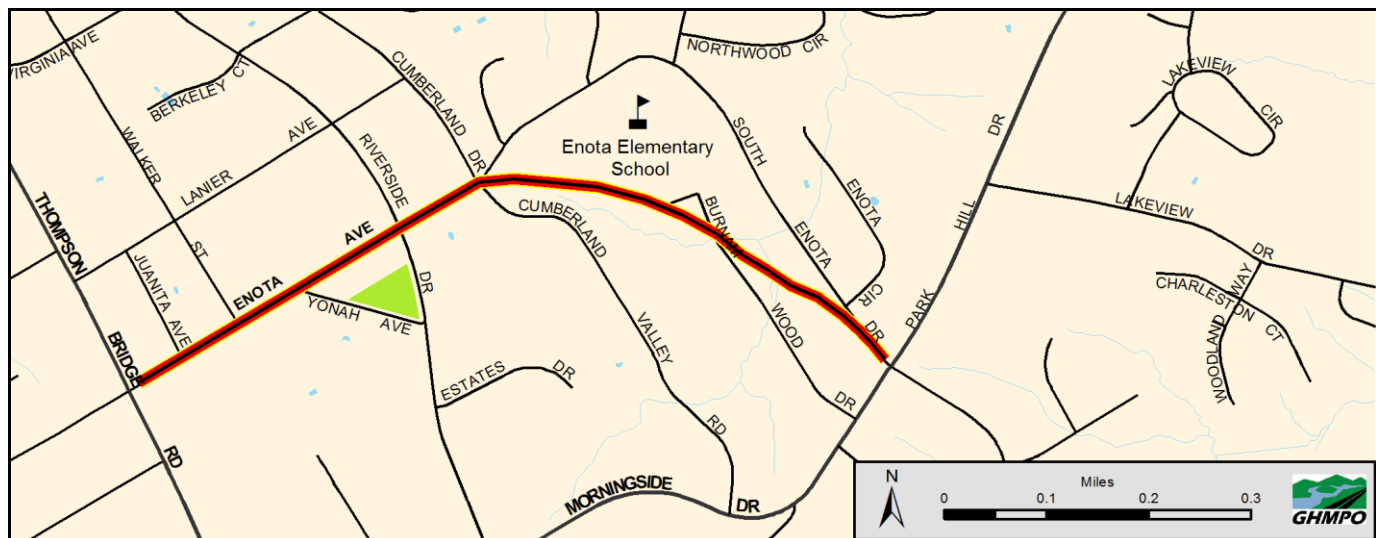 VIRGINIA AVE
BERKELEY CT
CUMBERLAND DR
NORTHWOOD CIR
LAKEVIEW CIR
WALKER ST
LANIER AVE
RIVERSIDE DR
Enota Elementary
School
SOUTH ENOTA DR
ENOTA CIR
PARK HILL DR
LAKEVIEW DR
THOMPSON BRIDGE RD
JUANITA AVE
ENOTA AVE
YONAH AVE
BURNAM
CUMBERLAND VALLEY RD
WOOD DR
ESTATES DR
CHARLESTON CT
WOODLAND WAY
MORNINGSIDE DR
N
Miles
0 0.1 0.2 0.3
GHMPO